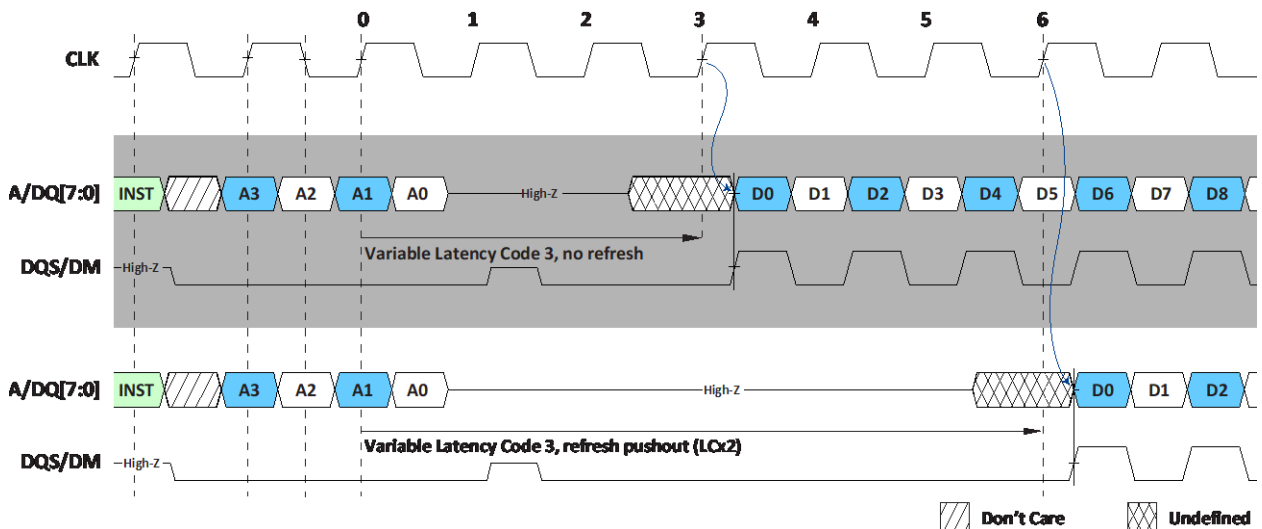 0 1 2 3 4 5 6
CLK
A/DQ[7:0] INST A3 A2 A1 A0 High-Z D0 D1 D2 D3 D4 D5 D6 D7 D8
Variable Latency Code 3, no refresh
DQS/DM High-Z
A/DQ[7:0] INST A3 A2 A1 A0 High-Z D0 D1 D2
Variable Latency Code 3, refresh pushout (LCx2)
DQS/DM High-Z
Don't Care Undefined